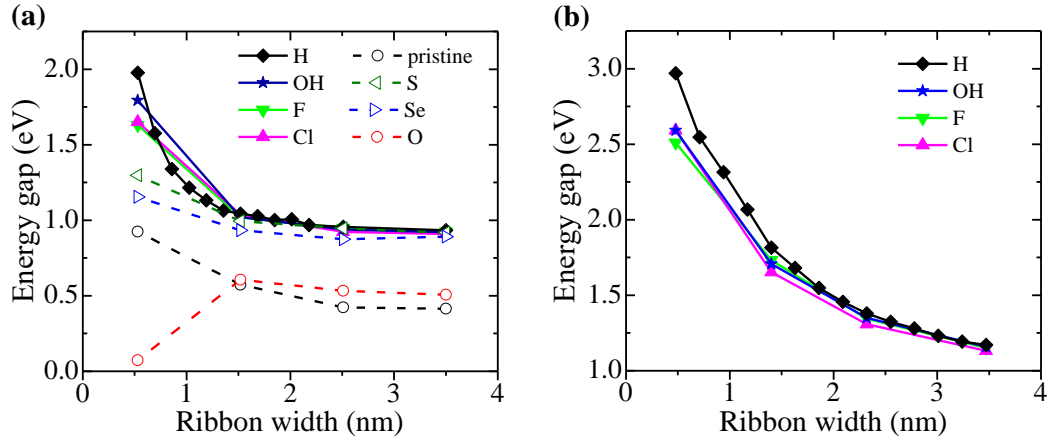 (a)
Energy gap (eV)
2.0
1.5
1.0
0.5
0.0
H
OH
F
Cl
pristine
S
Se
O
0
1
2
3
4
Ribbon width (nm)
(b)
Energy gap (eV)
3.0
2.5
2.0
1.5
1.0
H
OH
F
Cl
0
1
2
3
4
Ribbon width (nm)